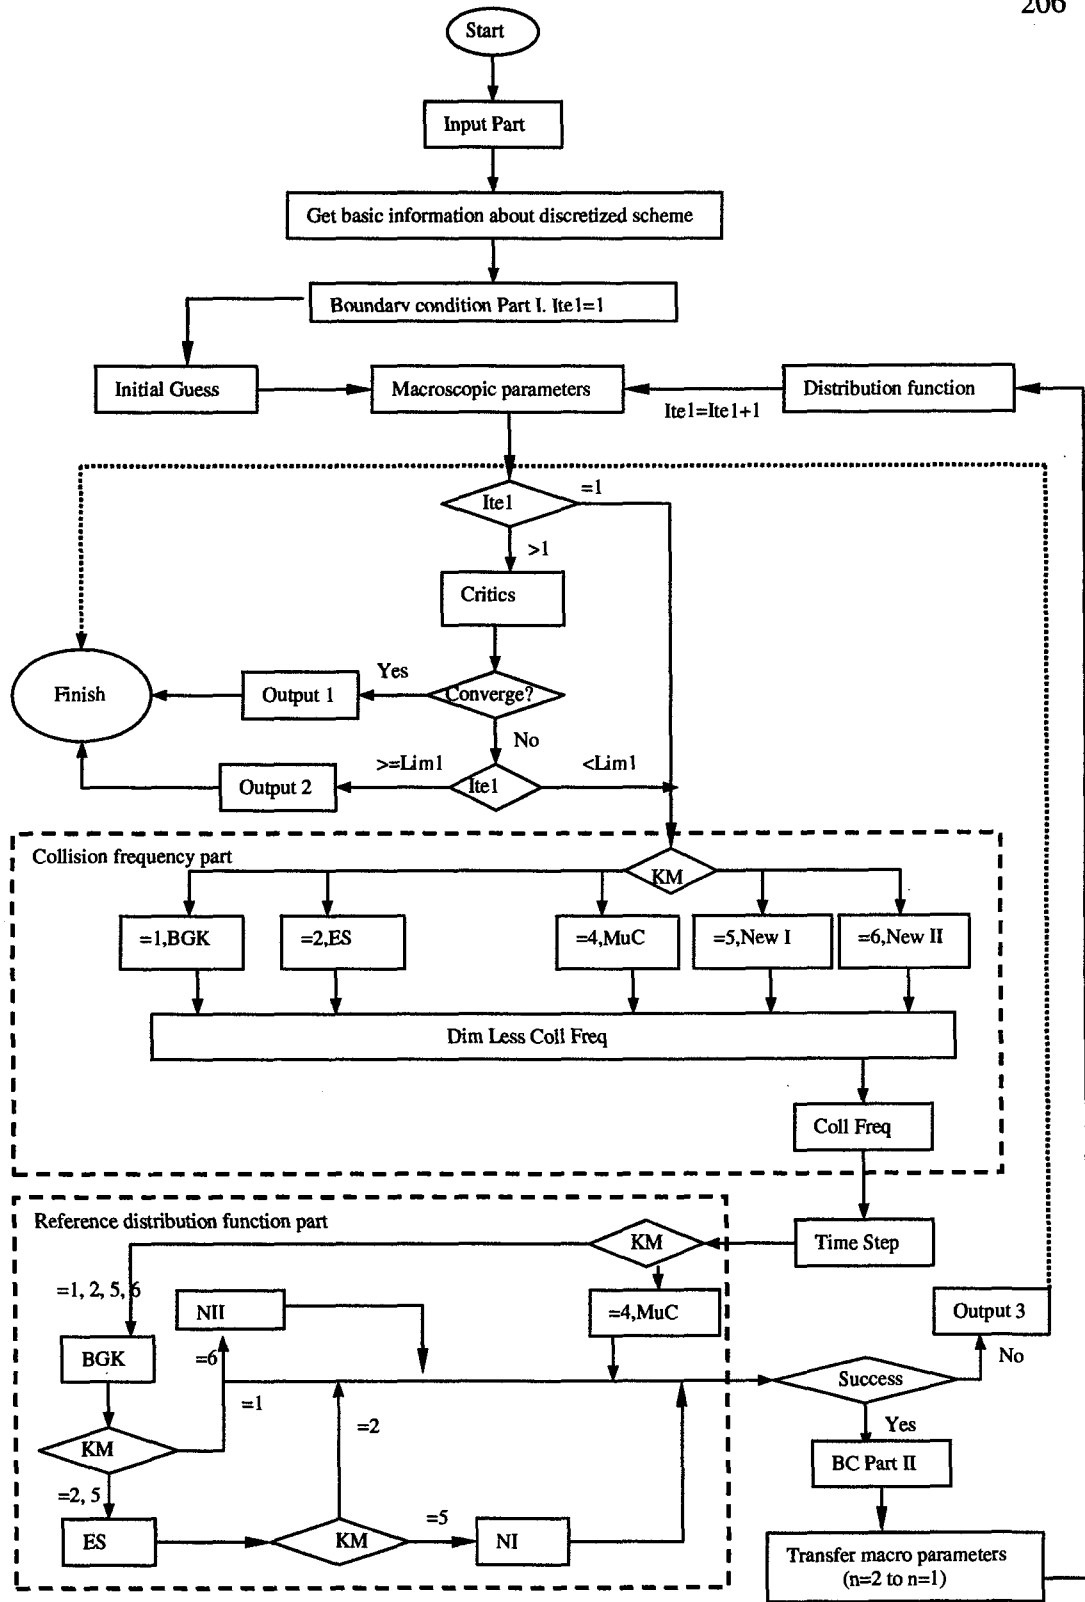 206
Start
Input Part
Get basic information about discretized scheme
Boundary condition Part I. Ite1=1
Initial Guess
Macroscopic parameters
Distribution function
Ite1=Ite1+1
Ite1
=1
>1
Critics
Finish
Output 1
Yes
Converge?
No
Output 2
>=Lim1
Ite1
<Lim1
Collision frequency part
KM
=1,BGK
=2,ES
=4,MuC
=5,New I
=6,New II
Dim Less Coll Freq
Coll Freq
Reference distribution function part
KM
Time Step
=1, 2, 5, 6
NII
=4,MuC
Output 3
BGK
=6
No
Success
=1
=2
Yes
KM
BC Part II
=2, 5
=5
ES
KM
NI
Transfer macro parameters
(n=2 to n=1)